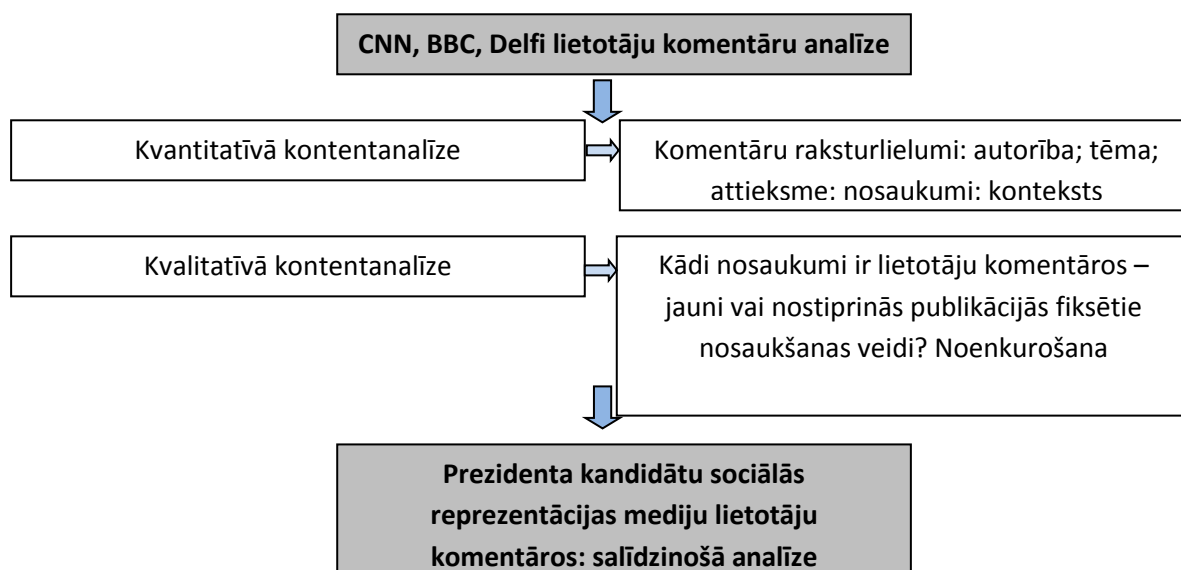 CNN, BBC, Delfi lietotāju komentāru analīze
Kvantitatīvā kontentanalīze
Komentāru raksturlielumi: autorība; tēma;
attieksme: nosaukumi: konteksts
Kvalitatīvā kontentanalīze
Kādi nosaukumi ir lietotāju komentāros –
jauni vai nostiprinās publikācijās fiksētie
nosaukšanas veidi? Noenkurošana
Prezidenta kandidātu sociālās
reprezentācijas mediju lietotāju
komentāros: salīdzinošā analīze